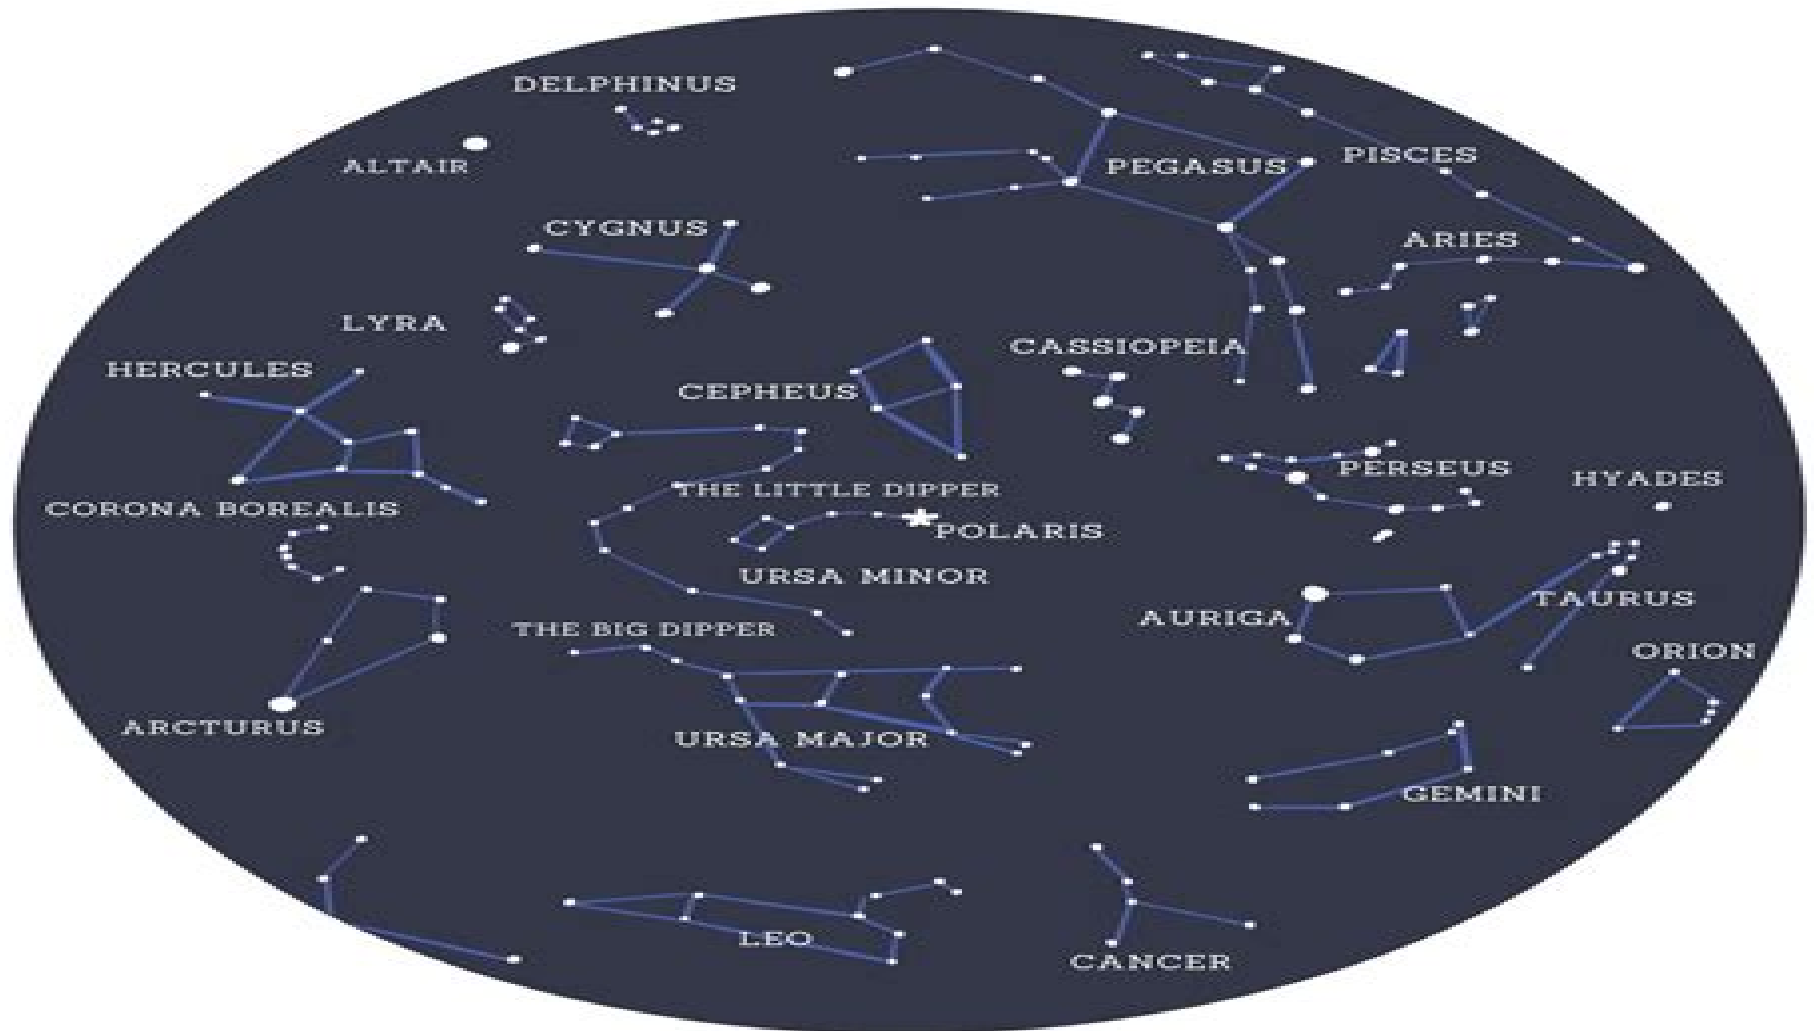 DELPHINUS
ALTAIR
PEGASUS
PISCES
CYGNUS
ARIES
LYRA
CASSIOPEIA
HERCULES
CEPHEUS
PERSEUS
HYADES
THE LITTLE DIPPER
CORONA BOREALIS
POLARIS
URSA MINOR
TAURUS
AURIGA
THE BIG DIPPER
ORION
ARCTURUS
URSA MAJOR
GEMINI
LEO
CANCER